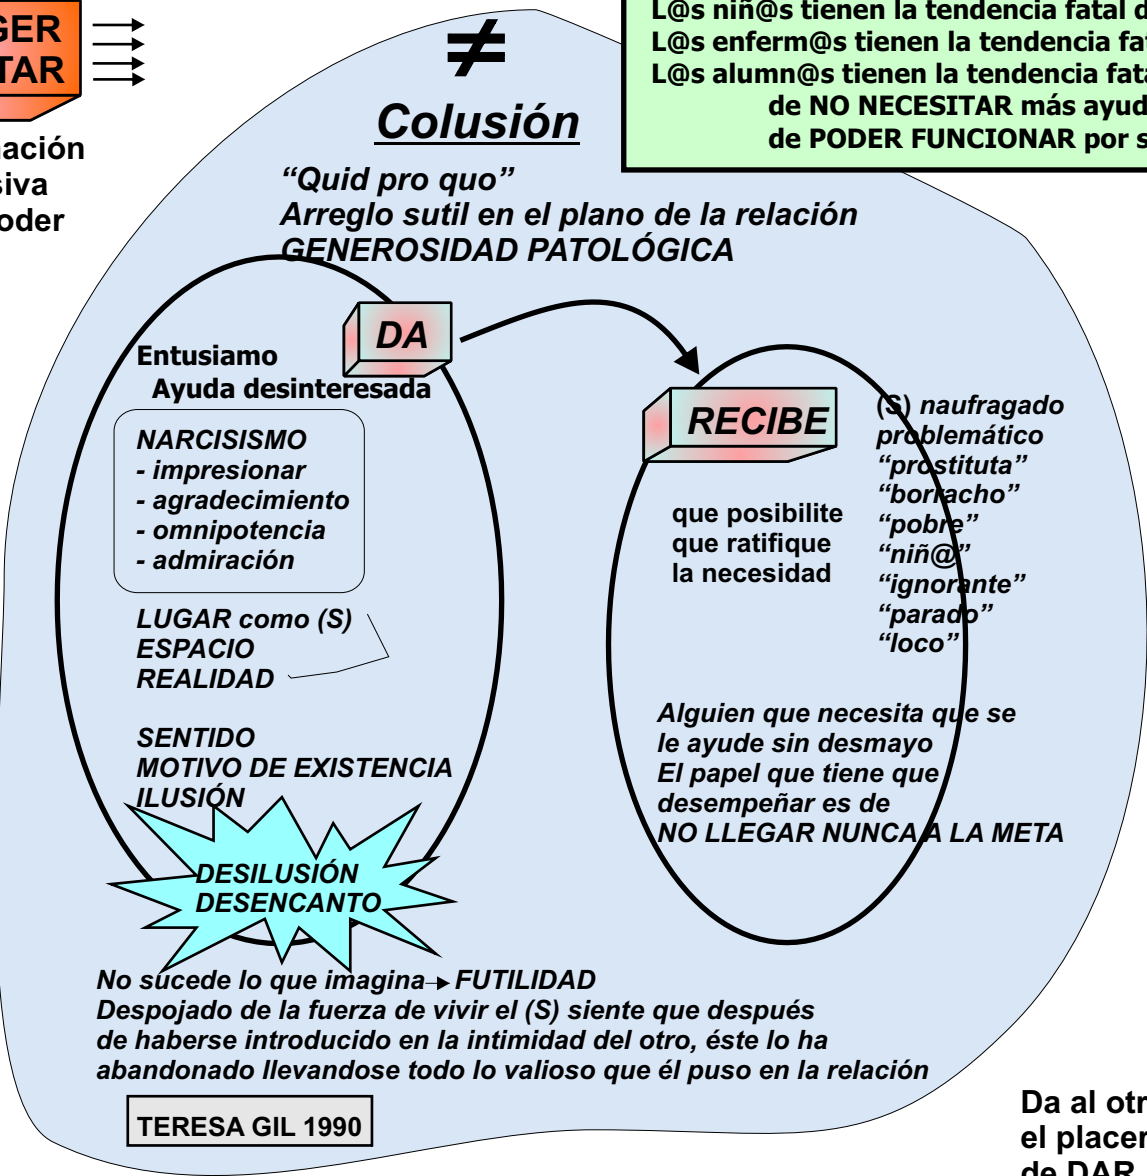 GER
TAR
≠
Colusión
"Quid pro quo"
Arreglo sutil en el plano de la relación
GENEROSIDAD PATOLÓGICA
L@s niñ@s tienen la tendencia fatal d
L@s enferm@s tienen la tendencia fat
L@s alumn@s tienen la tendencia fata
de NO NECESITAR más ayud
de PODER FUNCIONAR por s
nación
siva
oder
DA
Entusiamo
Ayuda desinteresada
NARCISISMO
- impresionar
- agradecimiento
- omnipotencia
- admiración
LUGAR como (S)
ESPACIO
REALIDAD
SENTIDO
MOTIVO DE EXISTENCIA
ILUSIÓN
DESILUSIÓN
DESENCANTO
RECIBE
que posibilite
que ratifique
la necesidad
(S) naufragado
problemático
"prostituta"
"borracho"
"pobre"
"niñ@"
"ignorante"
"parado"
"loco"
Alguien que necesita que se
le ayude sin desmayo
El papel que tiene que
desempeñar es de
NO LLEGAR NUNCA A LA META
No sucede lo que imagina→ FUTILIDAD
Despojado de la fuerza de vivir el (S) siente que después
de haberse introducido en la intimidad del otro, éste lo ha
abandonado llevandose todo lo valioso que él puso en la relación
TERESA GIL 1990
Da al otr
el placer
de DAR